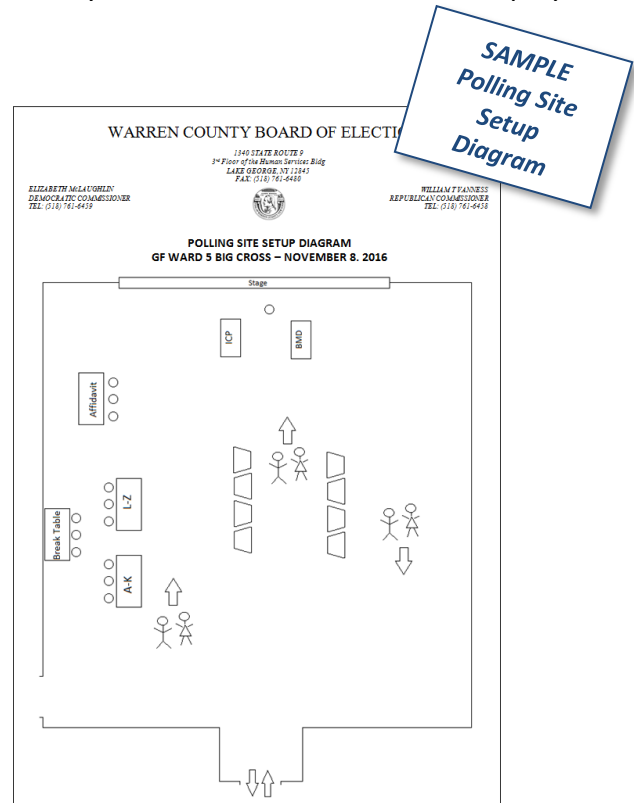 SAMPLE
Polling Site
Setup
Diagram
WARREN COUNTY BOARD OF ELECTIO
1340 STATE ROUTE 9
3rd Floor of the Human Services Bldg
LAKE GEORGE, NY 12845
FAX: (518) 761-6480
ELIZABETH McLAUGHLIN
DEMOCRATIC COMMISSIONER
TEL: (518) 761-6459
WILLIAM T VANNESS
REPUBLICAN COMMISSIONER
TEL: (518) 761-6458
POLLING SITE SETUP DIAGRAM
GF WARD 5 BIG CROSS – NOVEMBER 8. 2016
Stage
ICP
BMD
Affidavit
L-Z
Break Table
A-K